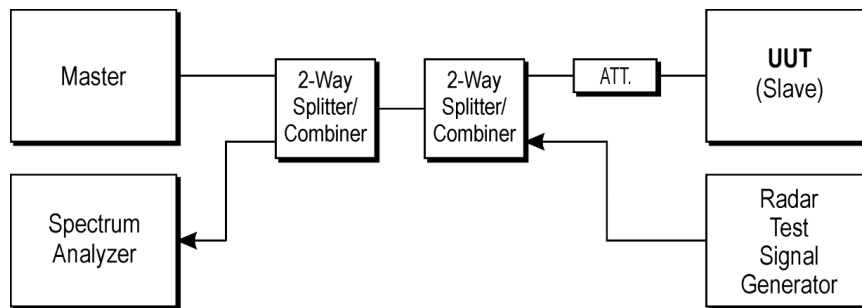 Master
2-Way
Splitter/
Combiner
2-Way
Splitter/
Combiner
ATT.
UUT
(Slave)
Spectrum
Analyzer
Radar
Test
Signal
Generator